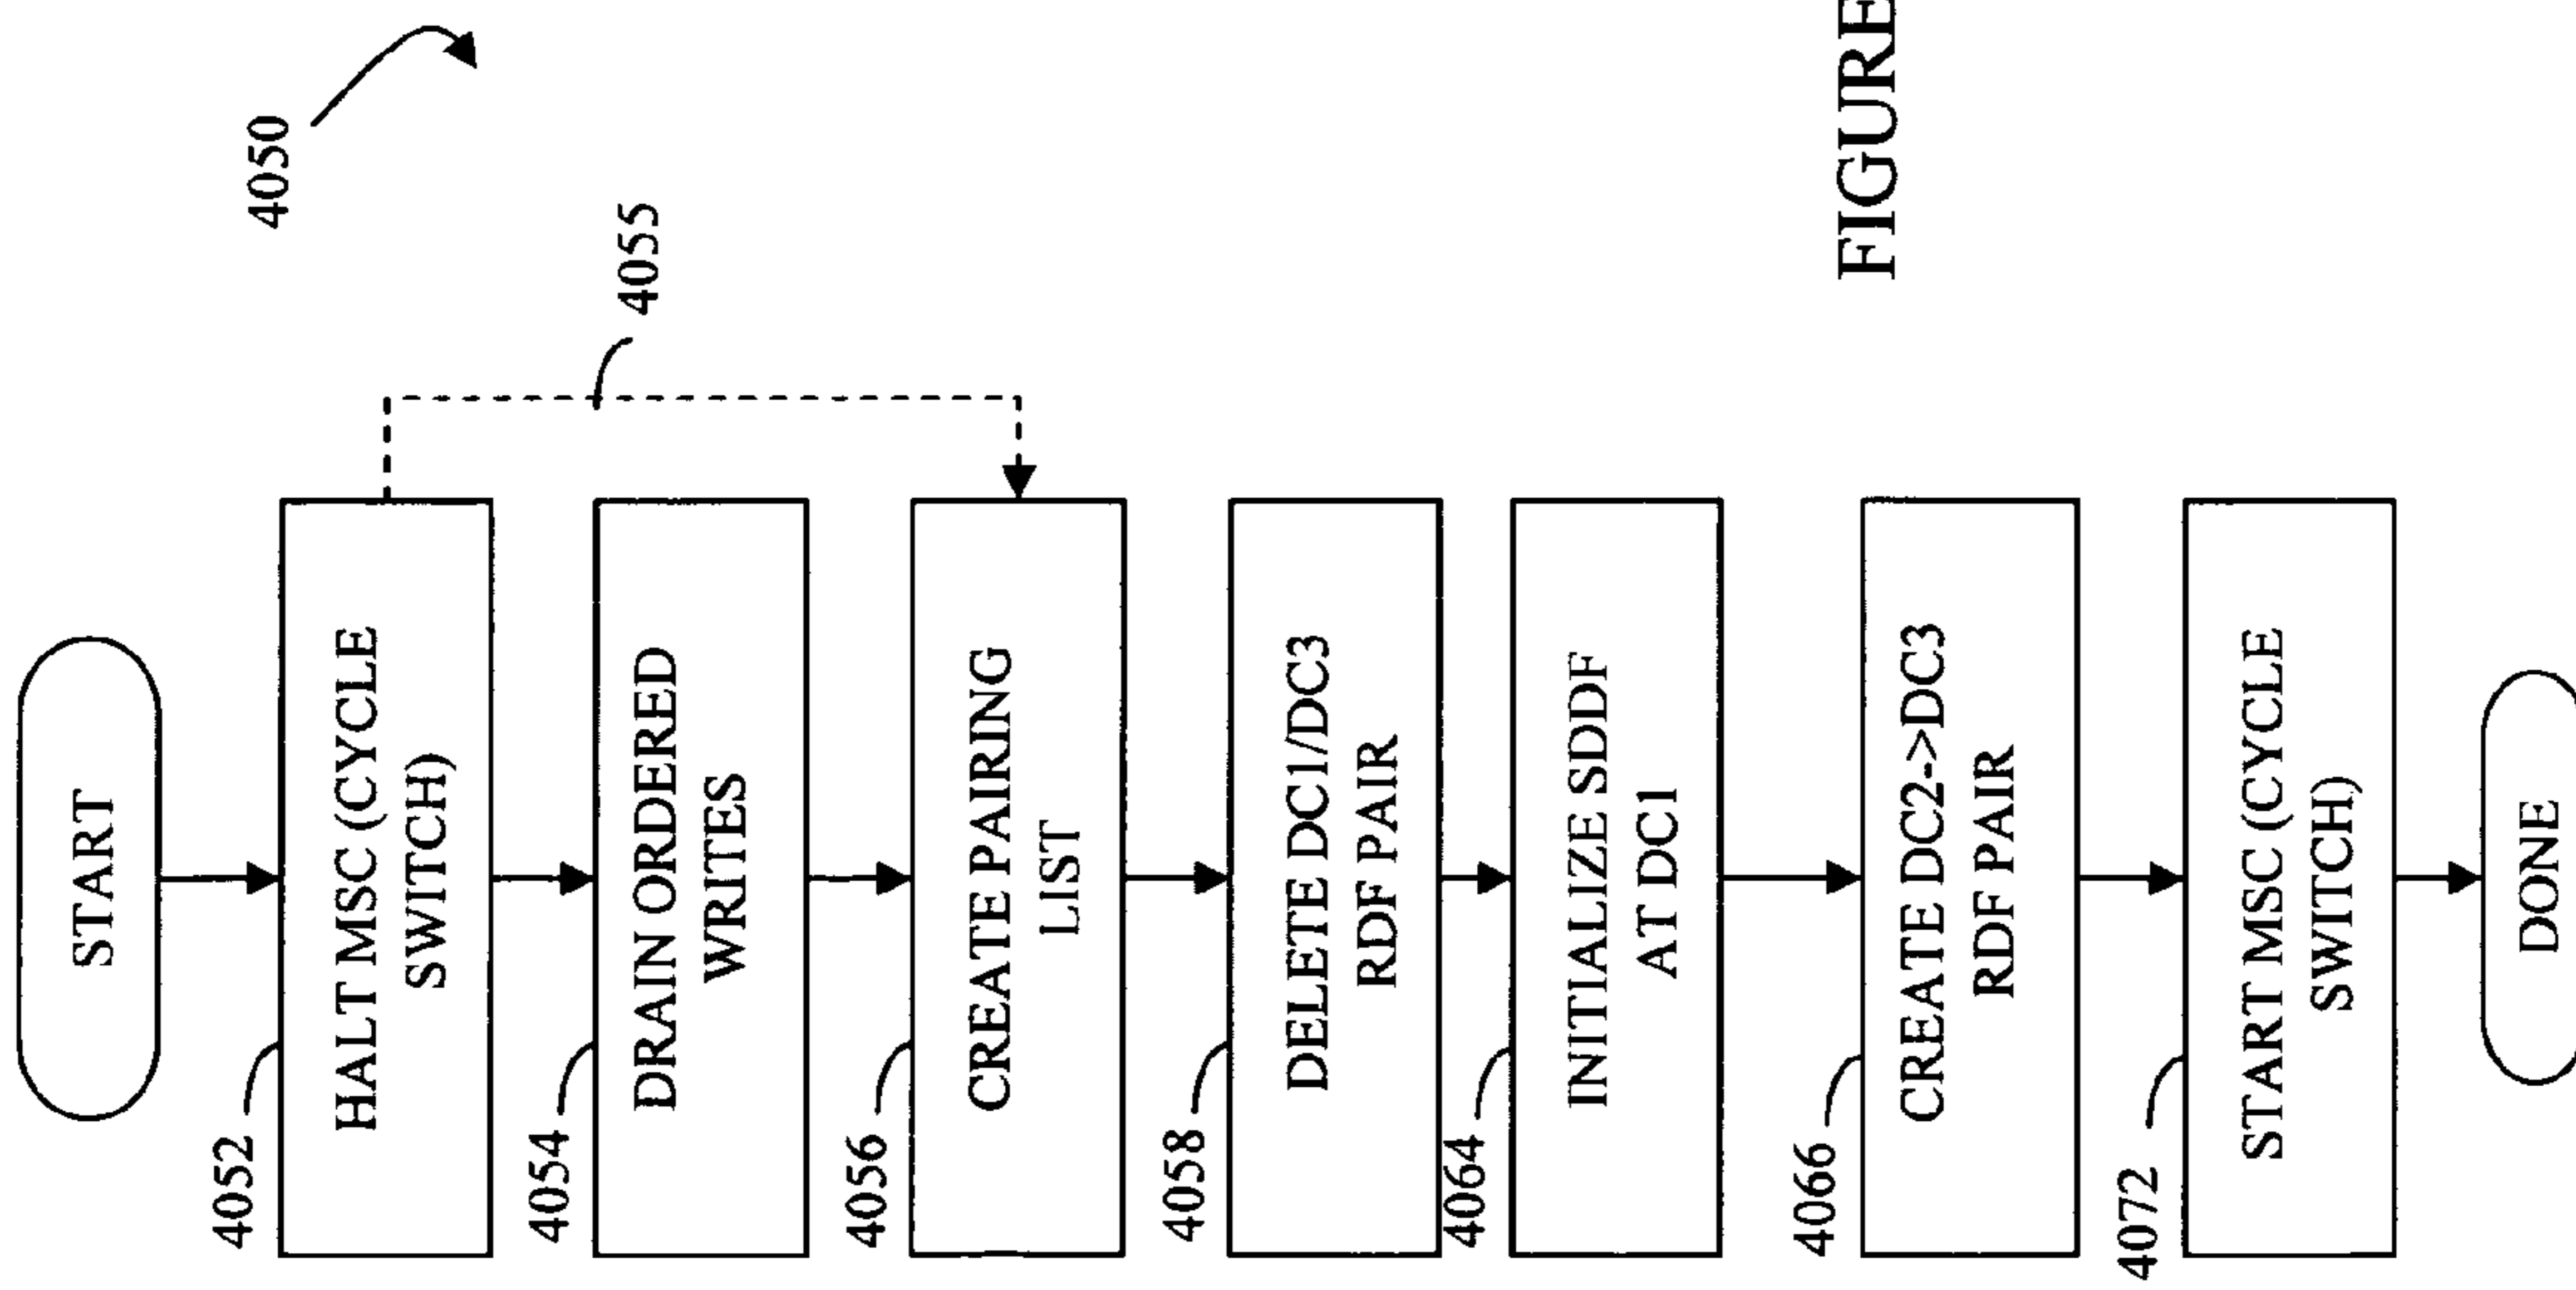 4050
START
4052
HALT MSC (CYCLE
SWITCH)
4054
DRAIN ORDERED
WRITES
4055
4056
CREATE PAIRING
LIST
4058
DELETE DC1/DC3
RDF PAIR
4064
INITIALIZE SDDF
AT DC1
4066
CREATE DC2->DC3
RDF PAIR
4072
START MSC (CYCLE
SWITCH)
DONE
FIGURE